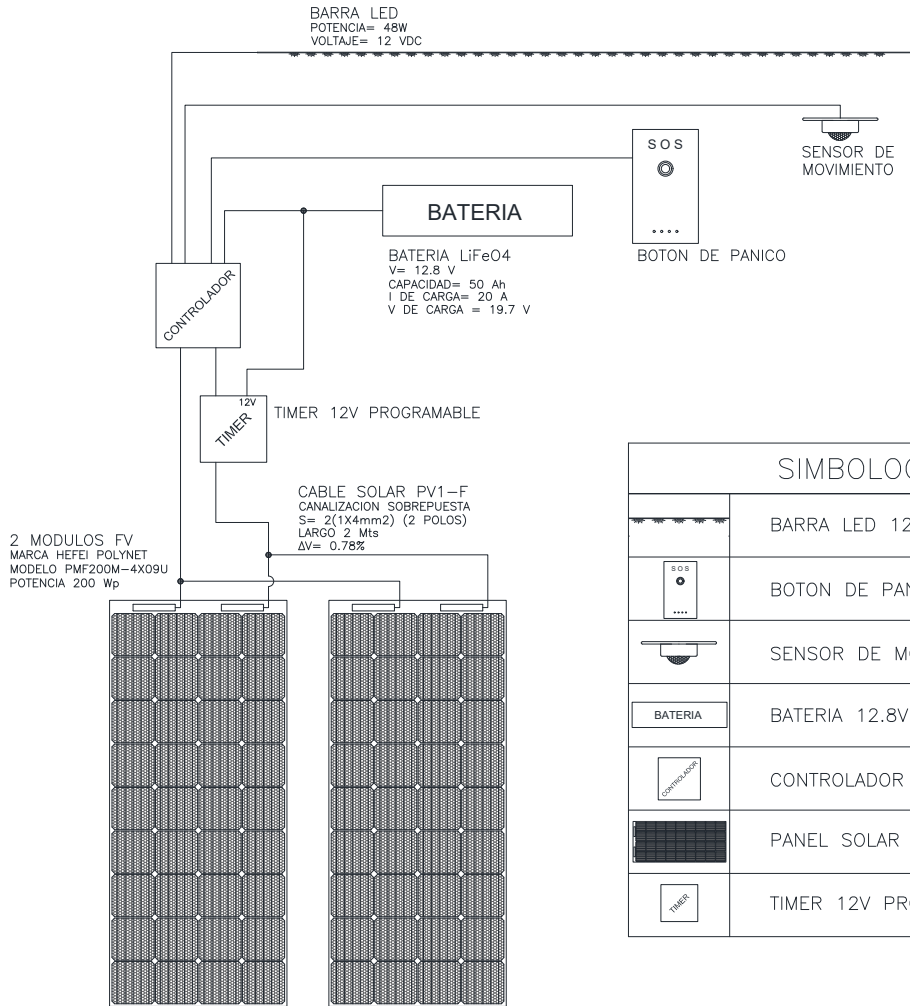 BARRA LED
POTENCIA= 48W
VOLTAJE= 12 VDC
SENSOR DE
MOVIMIENTO
SOS
BOTON DE PANICO
BATERIA
BATERIA LiFeO4
V= 12.8 V
CAPACIDAD= 50 Ah
I DE CARGA= 20 A
V DE CARGA = 19.7 V
CONTROLADOR
12V
TIMER
TIMER 12V PROGRAMABLE
CABLE SOLAR PV1-F
CANALIZACION SOBREPUESTA
S= 2(1X4mm2) (2 POLOS)
LARGO 2 Mts
ΔV= 0.78%
2 MODULOS FV
MARCA HEFEI POLYNET
MODELO PMF200M-4X09U
POTENCIA 200 Wp
SIMBOLO
BARRA LED 12
SOS
BOTON DE PAN
SENSOR DE MO
BATERIA
BATERIA 12.8V
CONTROLADOR
CONTROLADOR
PANEL SOLAR
TIMER
TIMER 12V PRO